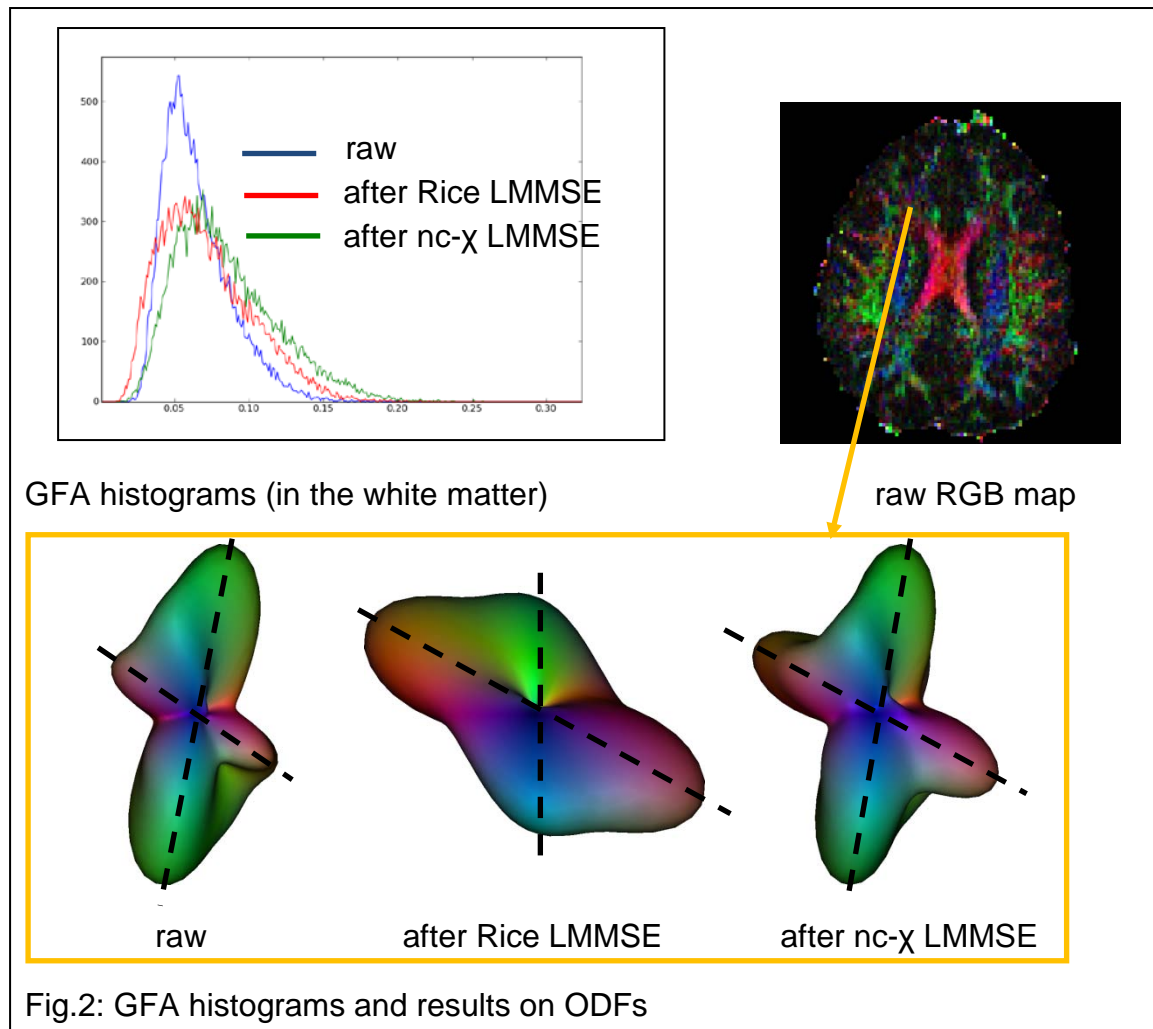 500
400
300
200
100
0
0.05 0.10 0.15 0.20 0.25 0.30
raw
after Rice LMMSE
after nc-χ LMMSE
GFA histograms (in the white matter)
raw RGB map
raw
after Rice LMMSE
after nc-χ LMMSE
Fig.2: GFA histograms and results on ODFs